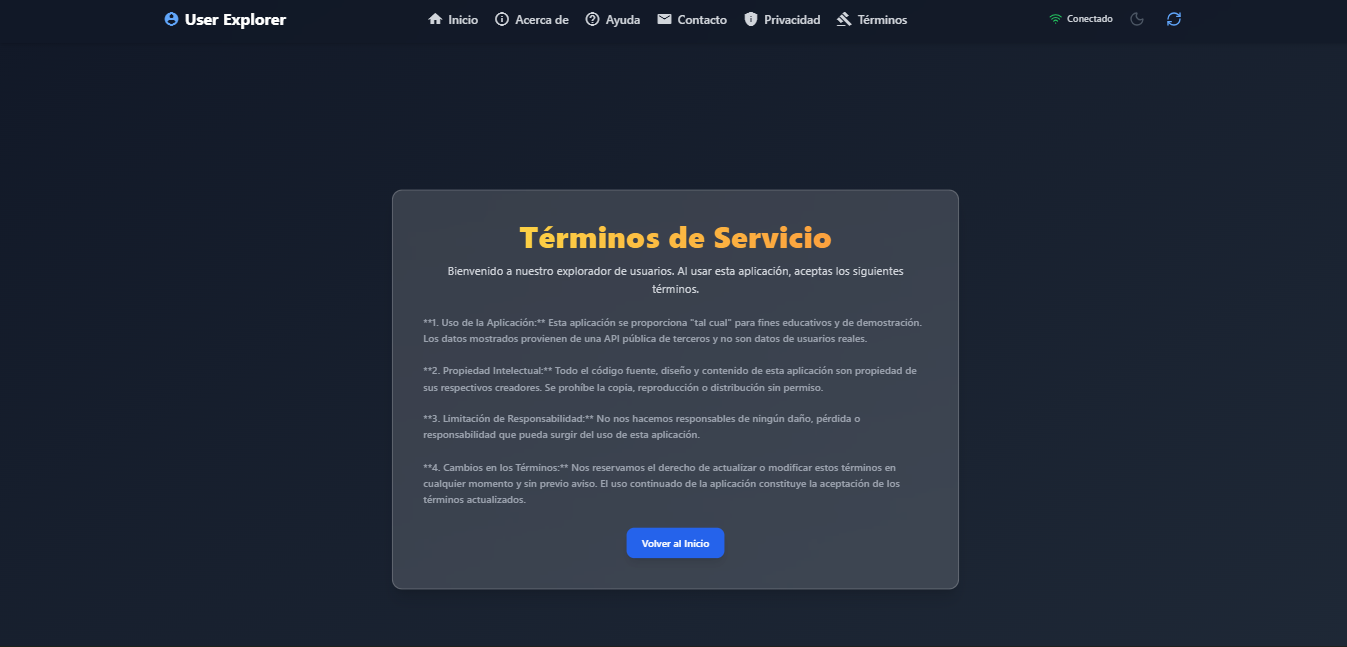 User Explorer
Inicio
Acerca de
Ayuda
Contacto
Privacidad
Términos
Conectado
Términos de Servicio
Bienvenido a nuestro explorador de usuarios. Al usar esta aplicación, aceptas los siguientes
términos.
**1. Uso de la Aplicación:** Esta aplicación se proporciona "tal cual" para fines educativos y de demostración.
Los datos mostrados provienen de una API pública de terceros y no son datos de usuarios reales.
**2. Propiedad Intelectual:** Todo el código fuente, diseño y contenido de esta aplicación son propiedad de
sus respectivos creadores. Se prohíbe la copia, reproducción o distribución sin permiso.
**3. Limitación de Responsabilidad:** No nos hacemos responsables de ningún daño, pérdida o
responsabilidad que pueda surgir del uso de esta aplicación.
**4. Cambios en los Términos:** Nos reservamos el derecho de actualizar o modificar estos términos en
cualquier momento y sin previo aviso. El uso continuado de la aplicación constituye la aceptación de los
términos actualizados.
Volver al Inicio